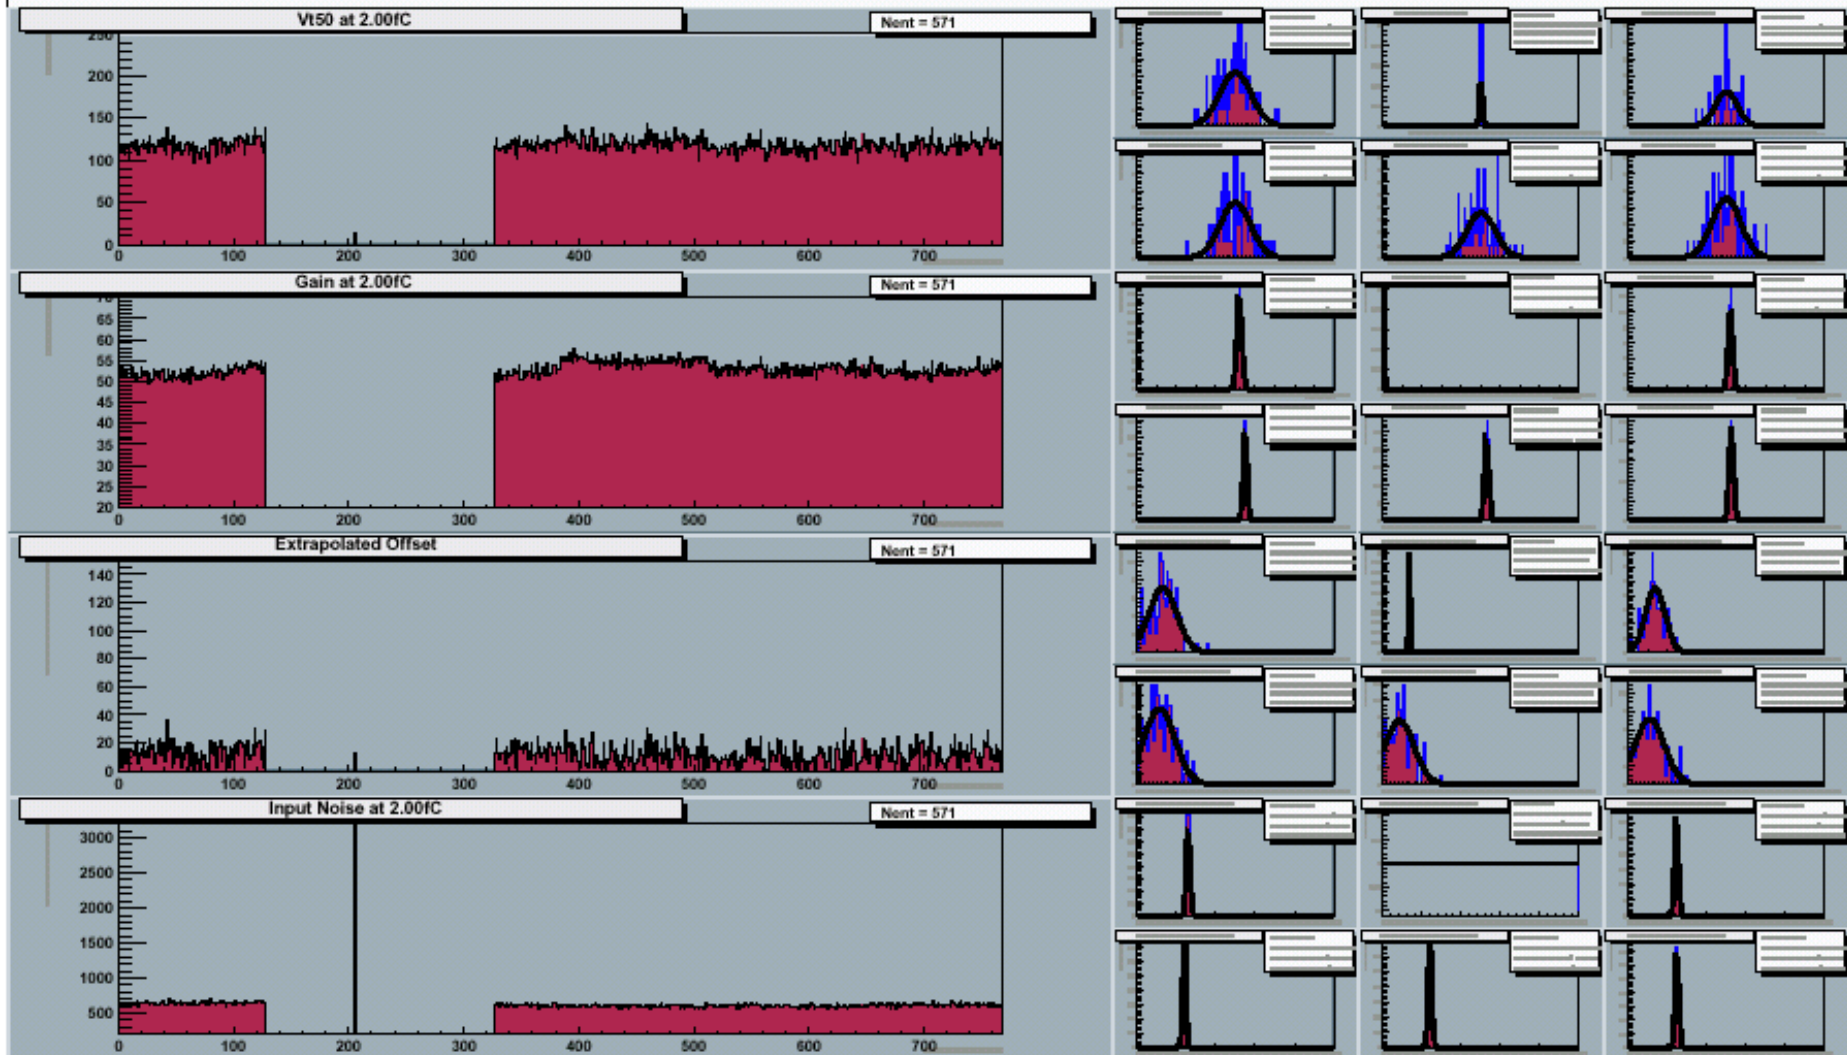 Vt50 at 2.00fC
Nent = 571
250
200
150
100
50
0
0 100 200 300 400 500 600 700
Gain at 2.00fC
Nent = 571
70
65
60
55
50
45
40
35
30
25
20
0 100 200 300 400 500 600 700
Extrapolated Offset
Nent = 571
140
120
100
80
60
40
20
0
0 100 200 300 400 500 600 700
Input Noise at 2.00fC
Nent = 571
3000
2500
2000
1500
1000
500
0 100 200 300 400 500 600 700